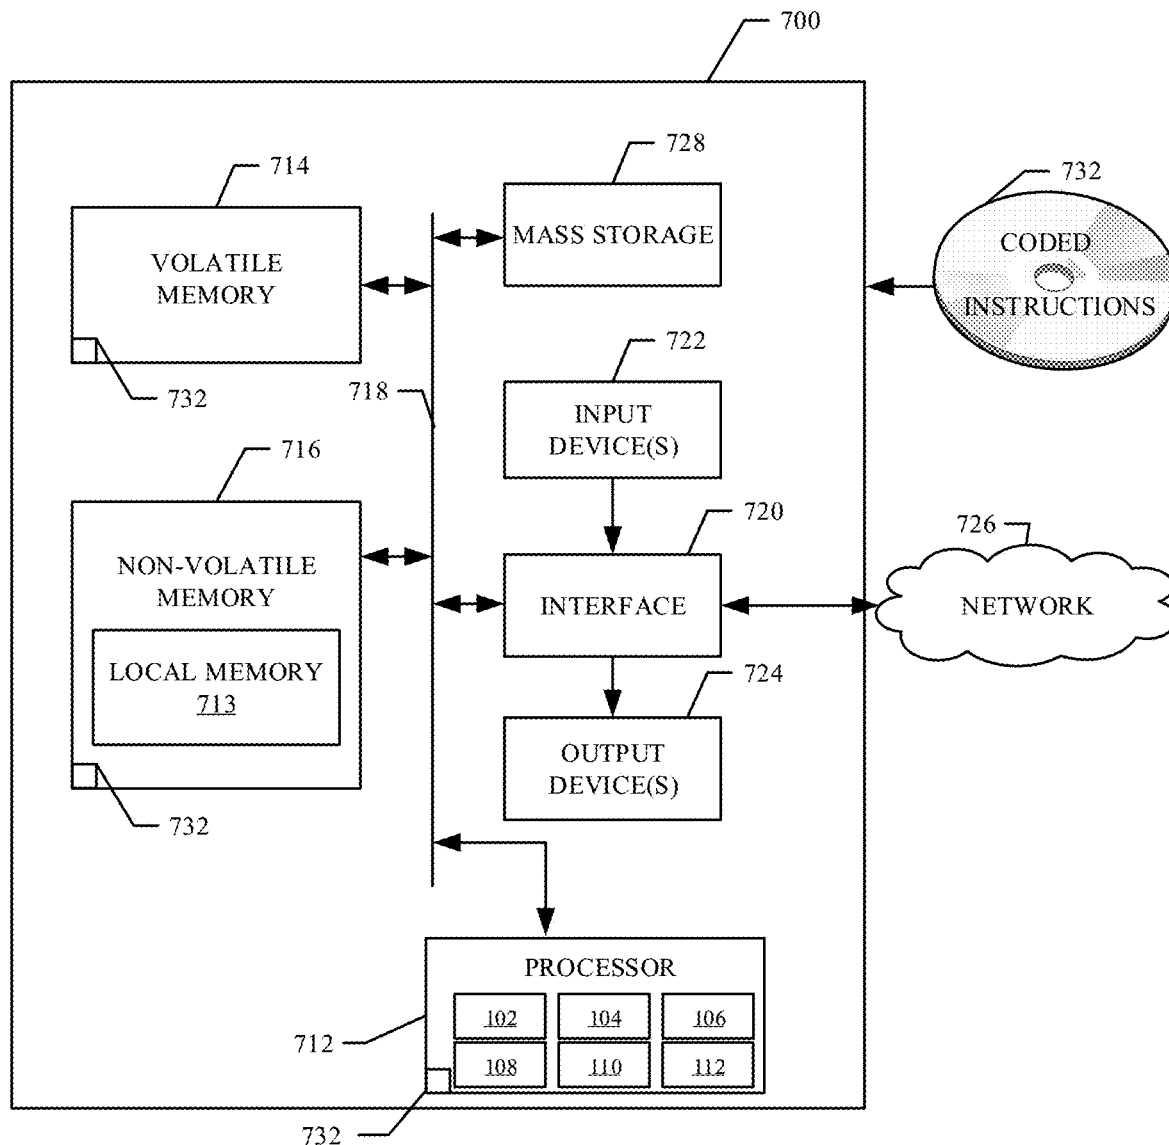 700
714
728
732
VOLATILE
MEMORY
MASS STORAGE
CODED
INSTRUCTIONS
732
718
722
INPUT
DEVICE(S)
716
720
726
NON-VOLATILE
MEMORY
INTERFACE
NETWORK
LOCAL MEMORY
713
724
OUTPUT
DEVICE(S)
732
PROCESSOR
102
104
106
712
108
110
112
732